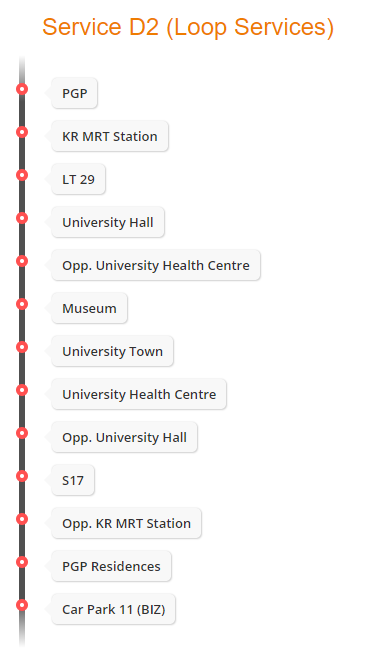 Service D2 (Loop Services)
PGP
KR MRT Station
LT 29
University Hall
Opp. University Health Centre
Museum
University Town
University Health Centre
Opp. University Hall
S17
Opp. KR MRT Station
PGP Residences
Car Park 11 (BIZ)